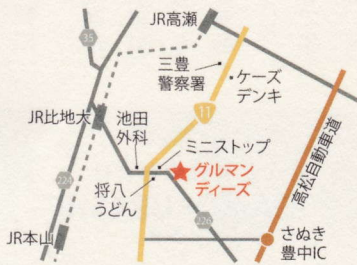 JR高瀬
35
三豊
警察署
ケーズ
デンキ
11
JR比地大
池田
外科
ミニストップ
グルマン
ディーズ
高松自動車道
224
将八
うどん
226
JR本山
さぬき
豊中IC